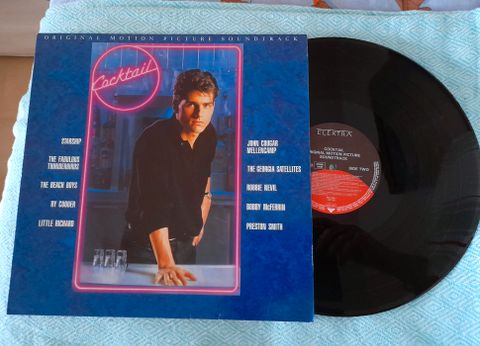 ORIGINAL MOTION PICTURE SOUNDTRACK
Cocktail
STARSHIP
THE FABULOUS
THUNDERBIRDS
THE BEACH BOYS
RY COODER
LITTLE RICHARD
JOHN COUGAR
MELLENCAMP
THE GEORGIA SATELLITES
ROBBIE NEVIL
BOBBY McFERRIN
PRESTON SMITH
ELEKTRA
COCKTAIL
ORIGINAL MOTION PICTURE
SOUNDTRACK
SIDE TWO